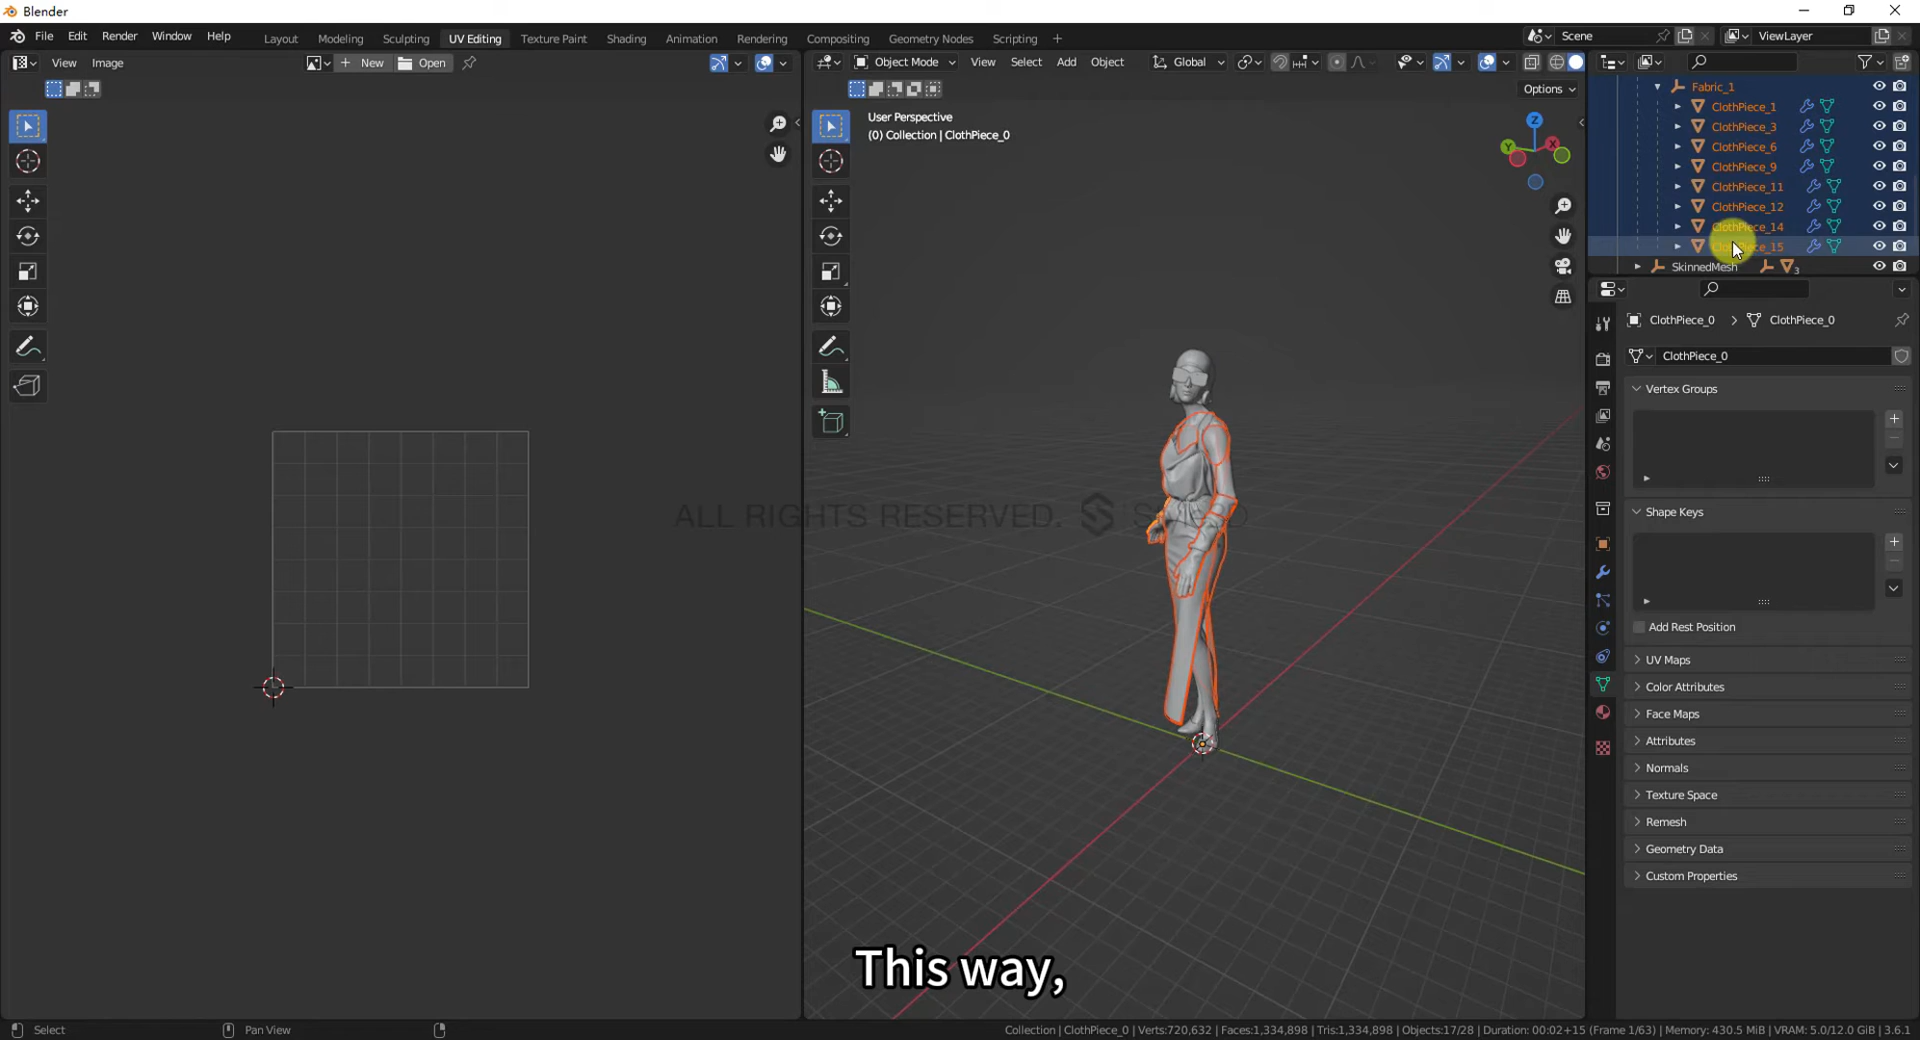 Blender
File Edit Render Window Help Layout Modeling Sculpting UV Editing Texture Paint Shading Animation Rendering Compositing Geometry Nodes Scripting + Scene ViewLayer
View Image + New Open Object Mode View Select Add Object Global
Options
User Perspective
(0) Collection | ClothPiece_0
Z
Y
X
Fabric_1
ClothPiece_1
ClothPiece_3
ClothPiece_6
ClothPiece_9
ClothPiece_11
ClothPiece_12
ClothPiece_14
ClothPiece_15
SkinnedMesh 3
ClothPiece_0 > ClothPiece_0
ClothPiece_0
Vertex Groups
Shape Keys
Add Rest Position
UV Maps
Color Attributes
Face Maps
Attributes
Normals
Texture Space
Remesh
Geometry Data
Custom Properties
ALL RIGHTS RESERVED.
This way,
Select Pan View Collection | ClothPiece_0 | Verts:720,632 | Faces:1,334,898 | Tris:1,334,898 | Objects:17/28 | Duration: 00:02+15 (Frame 1/63) | Memory: 430.5 MiB | VRAM: 5.0/12.0 GiB | 3.6.1